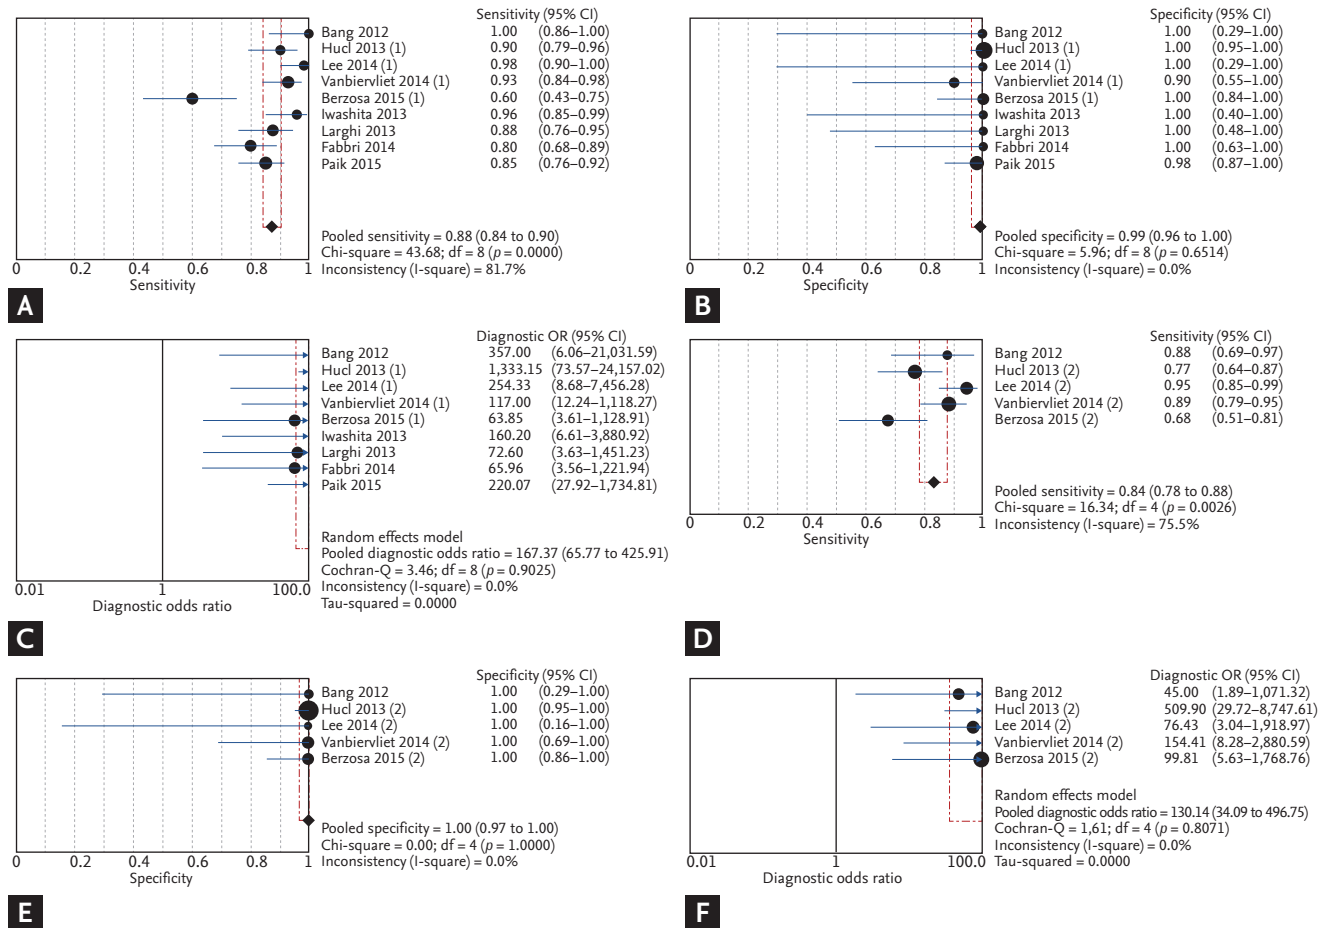 Sensitivity (95% CI)
Bang 2012 1.00 (0.86–1.00)
Hucl 2013 (1) 0.90 (0.79–0.96)
Lee 2014 (1) 0.98 (0.90–1.00)
Vanbiervliet 2014 (1) 0.93 (0.84–0.98)
Berzosa 2015 (1) 0.60 (0.43–0.75)
Iwashita 2013 0.96 (0.85–0.99)
Larghi 2013 0.88 (0.76–0.95)
Fabbri 2014 0.80 (0.68–0.89)
Paik 2015 0.85 (0.76–0.92)
Pooled sensitivity = 0.88 (0.84 to 0.90)
Chi-square = 43.68; df = 8 (p = 0.0000)
Inconsistency (I-square) = 81.7%
0 0.2 0.4 0.6 0.8 1
Sensitivity
A
Specificity (95% CI)
Bang 2012 1.00 (0.29–1.00)
Hucl 2013 (1) 1.00 (0.95–1.00)
Lee 2014 (1) 1.00 (0.29–1.00)
Vanbiervliet 2014 (1) 0.90 (0.55–1.00)
Berzosa 2015 (1) 1.00 (0.84–1.00)
Iwashita 2013 1.00 (0.40–1.00)
Larghi 2013 1.00 (0.48–1.00)
Fabbri 2014 1.00 (0.63–1.00)
Paik 2015 0.98 (0.87–1.00)
Pooled specificity = 0.99 (0.96 to 1.00)
Chi-square = 5.96; df = 8 (p = 0.6514)
Inconsistency (I-square) = 0.0%
0 0.2 0.4 0.6 0.8 1
Specificity
B
Diagnostic OR (95% CI)
Bang 2012 357.00 (6.06–21,031.59)
Hucl 2013 (1) 1,333.15 (73.57–24,157.02)
Lee 2014 (1) 254.33 (8.68–7,456.28)
Vanbiervliet 2014 (1) 117.00 (12.24–1,118.27)
Berzosa 2015 (1) 63.85 (3.61–1,128.91)
Iwashita 2013 160.20 (6.61–3,880.92)
Larghi 2013 72.60 (3.63–1,451.23)
Fabbri 2014 65.96 (3.56–1,221.94)
Paik 2015 220.07 (27.92–1,734.81)
Random effects model
Pooled diagnostic odds ratio = 167.37 (65.77 to 425.91)
Cochran-Q = 3.46; df = 8 (p = 0.9025)
Inconsistency (I-square) = 0.0%
Tau-squared = 0.0000
0.01 1 100.0
Diagnostic odds ratio
C
Sensitivity (95% CI)
Bang 2012 0.88 (0.69–0.97)
Hucl 2013 (2) 0.77 (0.64–0.87)
Lee 2014 (2) 0.95 (0.85–0.99)
Vanbiervliet 2014 (2) 0.89 (0.79–0.95)
Berzosa 2015 (2) 0.68 (0.51–0.81)
Pooled sensitivity = 0.84 (0.78 to 0.88)
Chi-square = 16.34; df = 4 (p = 0.0026)
Inconsistency (I-square) = 75.5%
0 0.2 0.4 0.6 0.8 1
Sensitivity
D
Specificity (95% CI)
Bang 2012 1.00 (0.29–1.00)
Hucl 2013 (2) 1.00 (0.95–1.00)
Lee 2014 (2) 1.00 (0.16–1.00)
Vanbiervliet 2014 (2) 1.00 (0.69–1.00)
Berzosa 2015 (2) 1.00 (0.86–1.00)
Pooled specificity = 1.00 (0.97 to 1.00)
Chi-square = 0.00; df = 4 (p = 1.0000)
Inconsistency (I-square) = 0.0%
0 0.2 0.4 0.6 0.8 1
Specificity
E
Diagnostic OR (95% CI)
Bang 2012 45.00 (1.89–1,071.32)
Hucl 2013 (2) 509.90 (29.72–8,747.61)
Lee 2014 (2) 76.43 (3.04–1,918.97)
Vanbiervliet 2014 (2) 154.41 (8.28–2,880.59)
Berzosa 2015 (2) 99.81 (5.63–1,768.76)
Random effects model
Pooled diagnostic odds ratio = 130.14 (34.09 to 496.75)
Cochran-Q = 1,61; df = 4 (p = 0.8071)
Inconsistency (I-square) = 0.0%
Tau-squared = 0.0000
0.01 1 100.0
Diagnostic odds ratio
F